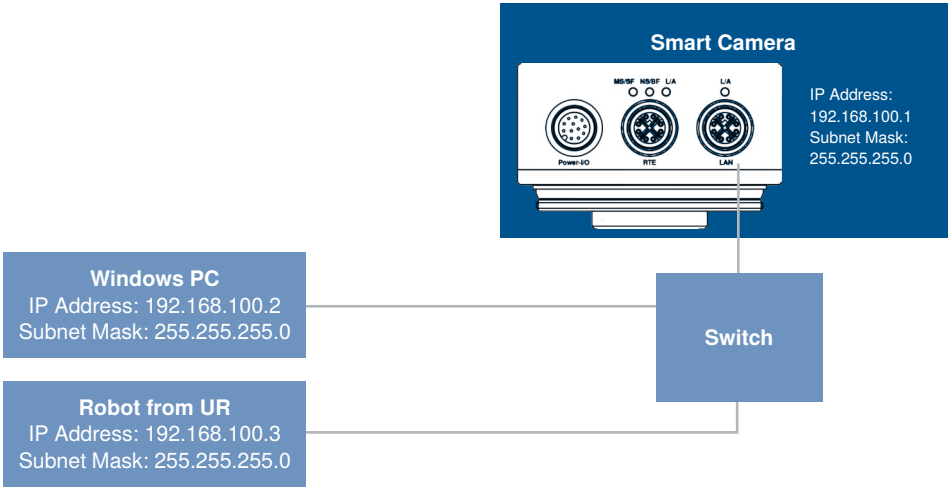 Smart Camera
MS/SF NS/BF L/A L/A
Power-I/O RTE LAN
IP Address:
192.168.100.1
Subnet Mask:
255.255.255.0
Windows PC
IP Address: 192.168.100.2
Subnet Mask: 255.255.255.0
Switch
Robot from UR
IP Address: 192.168.100.3
Subnet Mask: 255.255.255.0